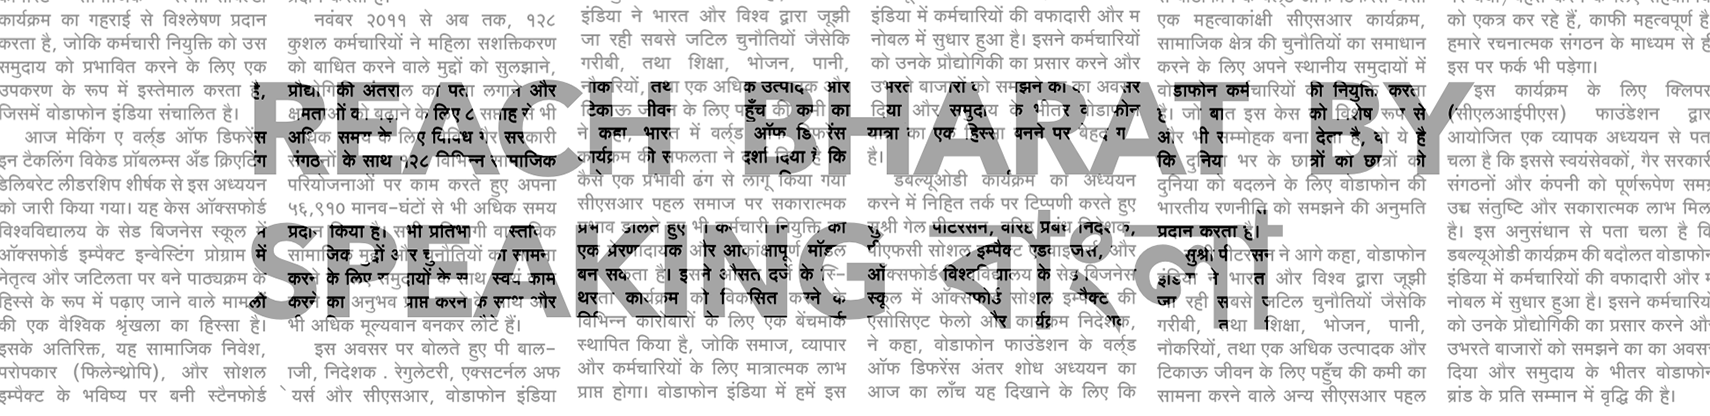 REACH BHARAT BY
SPEAKING বাংলা
कार्यक्रम का गहराई से विश्लेषण प्रदान
करता है, जोकि कर्मचारी नियुक्ति को उस
समुदाय को प्रभावित करने के लिए एक
उपकरण के रूप में इस्तेमाल करता है,
जिसमें वोडाफोन इंडिया संचालित है।
आज मेकिंग ए वर्ल्ड ऑफ डिफरेंस
इन टैकलिंग विकेड प्रॉबलम्स अँड क्रिएटिंग
डेलिबरेट लीडरशिप शीर्षक से इस अध्ययन
को जारी किया गया। यह केस ऑक्सफोर्ड
विश्वविद्यालय के सेड बिजनेस स्कूल में
ऑक्सफोर्ड इम्पैक्ट इन्वेस्टिंग प्रोग्राम में
नेतृत्व और जटिलता पर बने पाठ्यक्रम के
हिस्से के रूप में पढ़ाए जाने वाले मामलों
की एक वैश्विक श्रृंखला का हिस्सा है।
इसके अतिरिक्त, यह सामाजिक निवेश,
परोपकार (फिलेन्थ्रोपि), और सोशल
इम्पैक्ट के भविष्य पर बनी स्टैनफोर्ड
नवंबर २०११ से अब तक, १२८
कुशल कर्मचारियों ने महिला सशक्तिकरण
को बाधित करने वाले मुद्दों को सुलझाने,
प्रौद्योगिकी की अंतराल का पता लगाने और
क्षमताओं को बढ़ाने के लिए ८ सप्ताह से भी
अधिक समय के लिए विविध गैर सरकारी
संगठनों के साथ १२८ विभिन्न सामाजिक
परियोजनाओं पर काम करते हुए अपना
५६,९१० मानव-घंटों से भी अधिक समय
प्रदान किया है। सभी प्रतिभागी वास्तविक
सामाजिक मुद्दों और चुनौतियों का सामना
करने के लिए समुदायों के साथ स्वयं काम
करने का अनुभव प्राप्त करने के साथ और
भी अधिक मूल्यवान बनकर लौटे हैं।
इस अवसर पर बोलते हुए पी बाल-
ाजी, निदेशक . रेगुलेटरी, एक्सटर्नल अफ
ेयर्स और सीएसआर, वोडाफोन इंडिया
इंडिया ने भारत और विश्व द्वारा जूझी
जा रही सबसे जटिल चुनौतियों जैसेकि
गरीबी, तथा शिक्षा, भोजन, पानी,
नौकरियों, तथा एक अधिक उत्पादक और
टिकाऊ जीवन के लिए पहुँच की कमी का
ने कहा, भारत में वर्ल्ड ऑफ डिफरेंस
कार्यक्रम की सफलता ने दर्शा दिया है कि
कैसे एक प्रभावी ढंग से लागू किया गया
सीएसआर पहल समाज पर सकारात्मक
प्रभाव डालते हुए भी कर्मचारी नियुक्ति का
एक प्रेरणादायक और आकांक्षापूर्ण मॉडल
बन सकता है। इसने औसत दर्जे के स्-ि
थरता कार्यक्रम को विकसित करने के
विभिन्न कारोबारों के लिए एक बेंचमार्क
स्थापित किया है, जोकि समाज, व्यापार
और कर्मचारियों के लिए मात्रात्मक लाभ
प्राप्त होगा। वोडाफोन इंडिया में हमें इस
इंडिया में कर्मचारियों की वफादारी और म
नोबल में सुधार हुआ है। इसने कर्मचारियों
को उनके प्रौद्योगिकी का प्रसार करने और
उभरते बाजारों को समझने का का अवसर
दिया और समुदाय के भीतर वोडाफोन
यात्रा का एक हिस्सा बनने पर बेहद ग
है।
डबल्यूओडी कार्यक्रम का अध्ययन
करने में निहित तर्क पर टिप्पणी करते हुए
सुश्री गेल पीटरसन, वरिष्ठ प्रबंध निदेशक,
पीएफसी सोशल इम्पैक्ट एडवाइजर्स, और
ऑक्सफोर्ड विश्वविद्यालय के सेड बिजनेस
स्कूल में ऑक्सफोर्ड सोशल इम्पैक्ट की
एसोसिएट फेलो और कार्यक्रम निदेशक,
ने कहा, वोडाफोन फाउंडेशन के वर्ल्ड
ऑफ डिफरेंस अंतर शोध अध्ययन का
आज का लाँच यह दिखाने के लिए कि
एक महत्वाकांक्षी सीएसआर कार्यक्रम,
सामाजिक क्षेत्र की चुनौतियों का समाधान
करने के लिए अपने स्थानीय समुदायों में
वोडाफोन कर्मचारियों की नियुक्ति करता
है। जो बात इस केस को विशेष रूप से
और भी सम्मोहक बना देता है, वो ये है
कि दुनिया भर के छात्रों का छात्रों को
दुनिया को बदलने के लिए वोडाफोन की
भारतीय रणनीति को समझने की अनुमति
प्रदान करता है।
सुश्री पीटरसन ने आगे कहा, वोडाफोन
इंडिया ने भारत और विश्व द्वारा जूझी
जा रही सबसे जटिल चुनौतियों जैसेकि
गरीबी, तथा शिक्षा, भोजन, पानी,
नौकरियों, तथा एक अधिक उत्पादक और
टिकाऊ जीवन के लिए पहुँच की कमी का
सामना करने वाले अन्य सीएसआर पहल
को एकत्र कर रहे हैं, काफी महत्वपूर्ण है
हमारे रचनात्मक संगठन के माध्यम से ही
इस पर फर्क भी पड़ेगा।
इस कार्यक्रम के लिए क्लिपर
(सीएलआईपीएस) फाउंडेशन द्वारा
आयोजित एक व्यापक अध्ययन से पता
चला है कि इससे स्वयंसेवकों, गैर सरकारी
संगठनों और कंपनी को पूर्णरूपेण समग्र
उच्च संतुष्टि और सकारात्मक लाभ मिल
है। इस अनुसंधान से पता चला है कि
डबल्यूओडी कार्यक्रम की बदौलत वोडाफोन
इंडिया में कर्मचारियों की वफादारी और म
नोबल में सुधार हुआ है। इसने कर्मचारियों
को उनके प्रौद्योगिकी का प्रसार करने और
उभरते बाजारों को समझने का का अवसर
दिया और समुदाय के भीतर वोडाफोन
ब्रांड के प्रति सम्मान में वृद्धि की है।